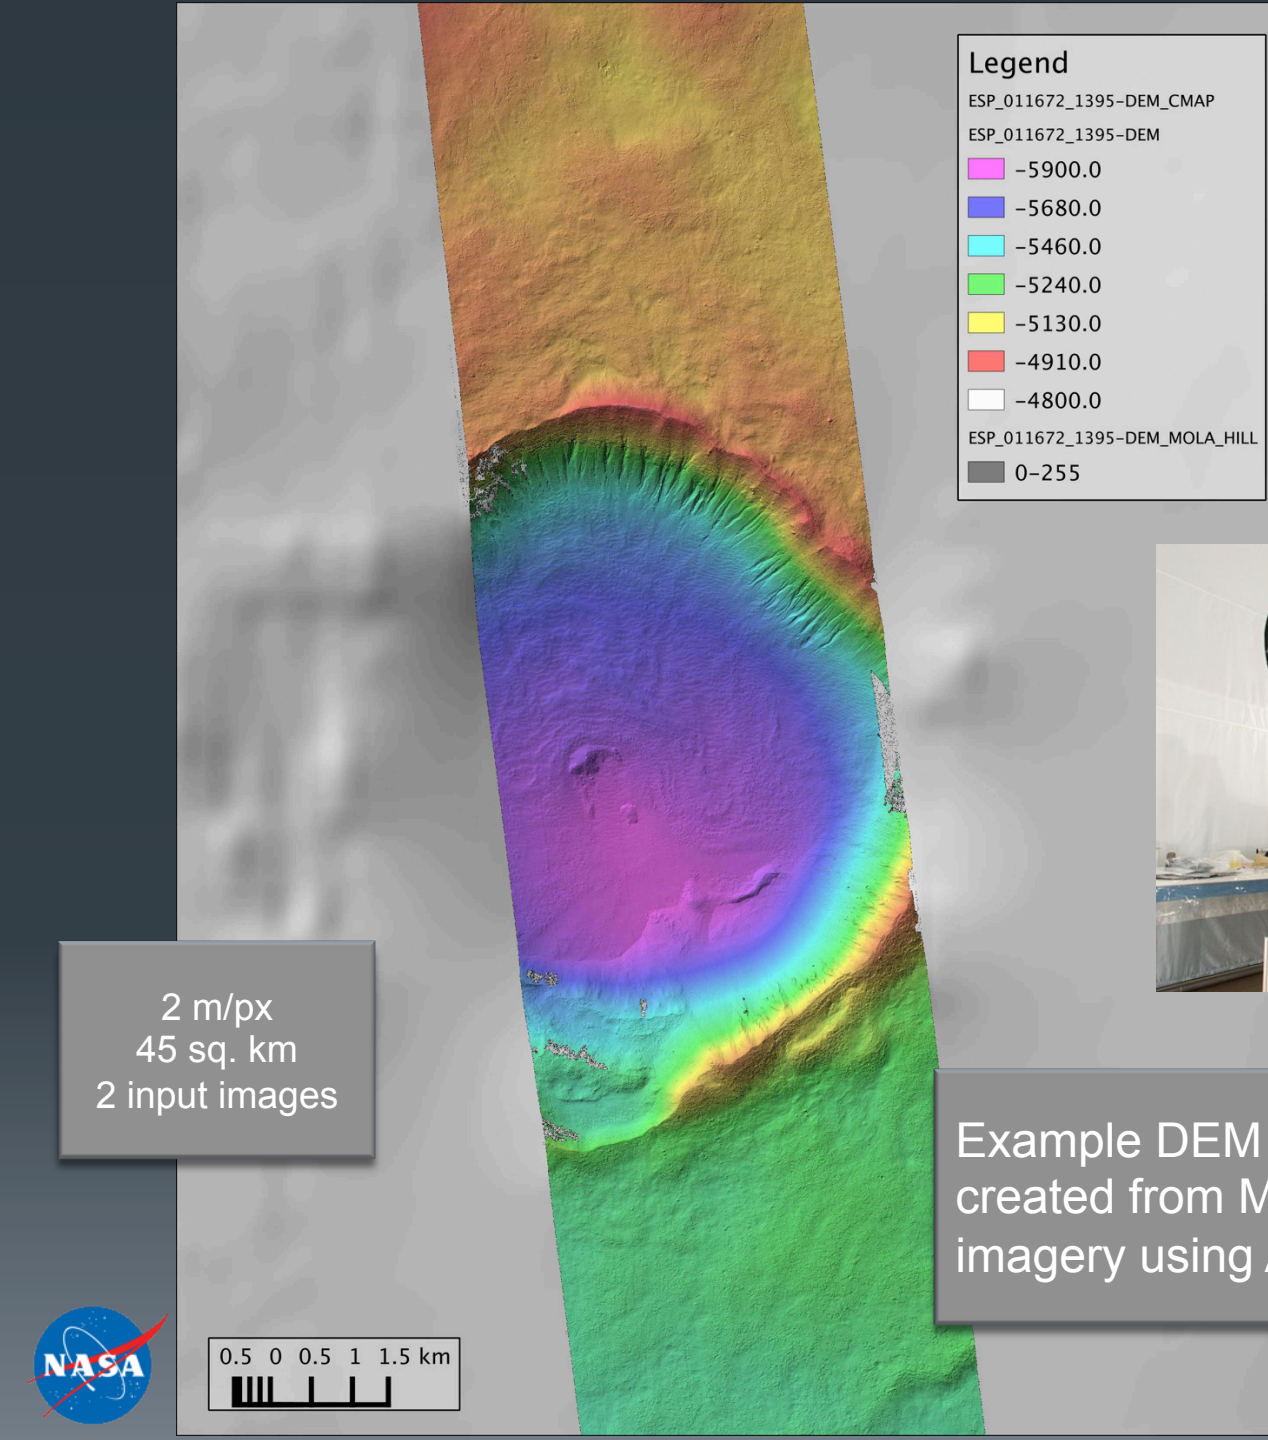 Legend
ESP_011672_1395-DEM_CMAP
ESP_011672_1395-DEM
-5900.0
-5680.0
-5460.0
-5240.0
-5130.0
-4910.0
-4800.0
ESP_011672_1395-DEM_MOLA_HILL
0-255
2 m/px
45 sq. km
2 input images
Example DEM
created from
imagery using
NASA
0.5 0 0.5 1 1.5 km